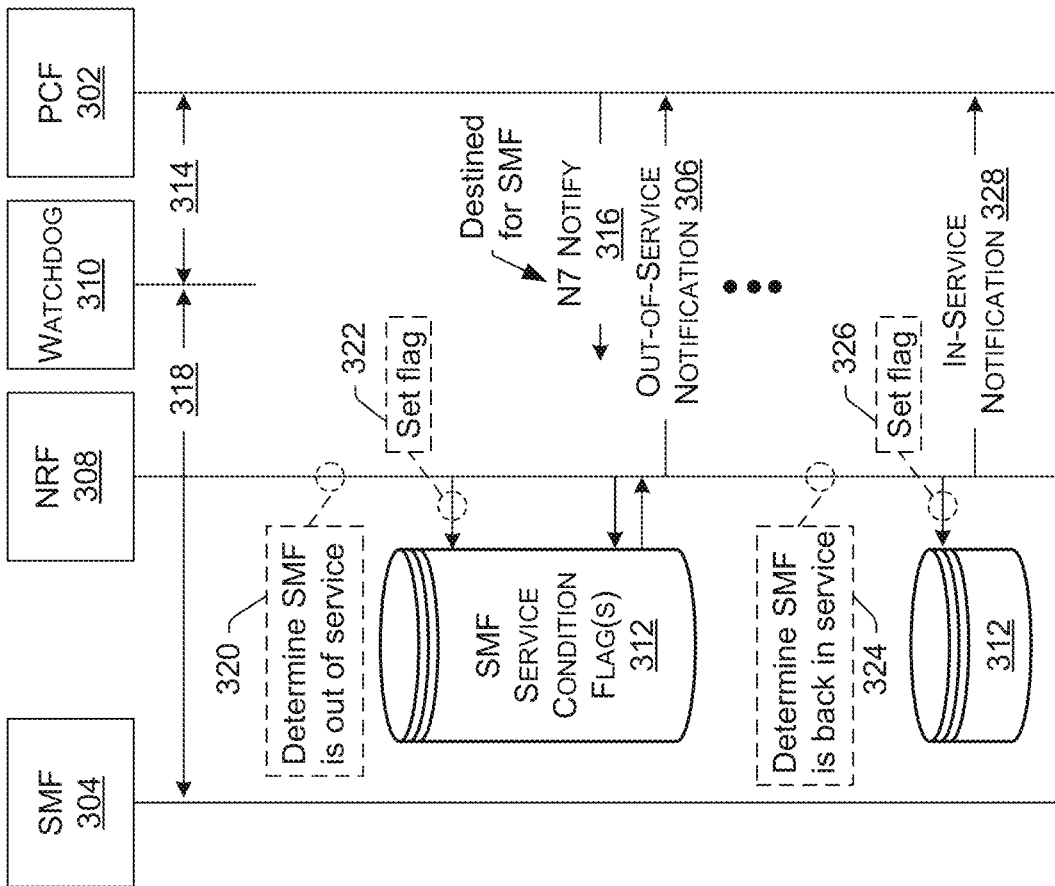 SMF
304
NRF
308
WATCHDOG
310
PCF
302
318
314
320
Determine SMF
is out of service
322
Set flag
SMF
SERVICE
CONDITION
FLAG(S)
312
Destined
for SMF
N7 NOTIFY
316
OUT-OF-SERVICE
NOTIFICATION 306
Determine SMF
is back in service
324
326
Set flag
312
IN-SERVICE
NOTIFICATION 328